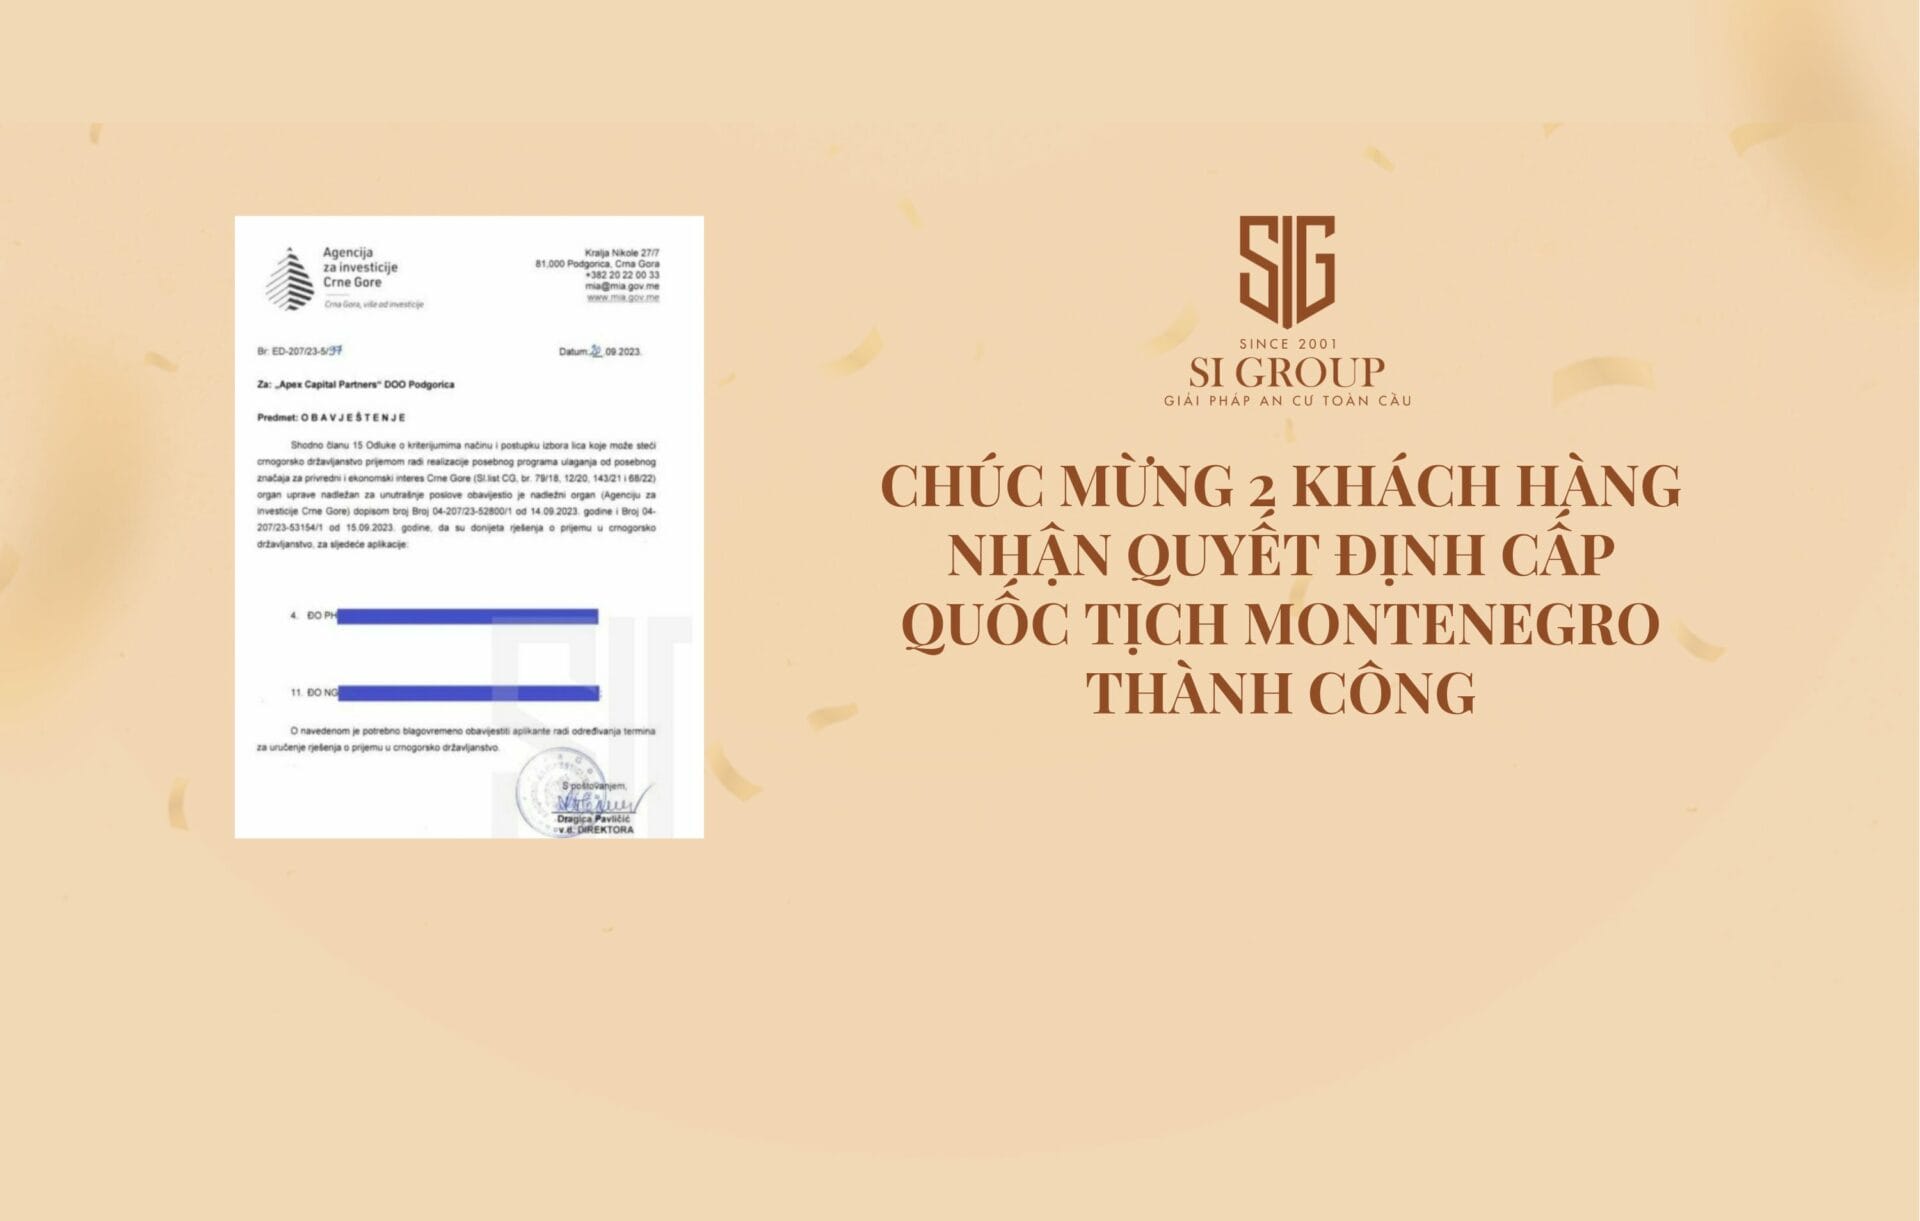 Agencija
za investicije
Crne Gore
Crna Gora, više od investicije
Kralja Nikole 27/7
81,000 Podgorica, Crna Gora
+382 20 22 00 33
mia@mia.gov.me
www.mia.gov.me
Br: ED-207/23-5/97
Datum: 20.09.2023.
Za: „Apex Capital Partners“ DOO Podgorica
Predmet: O B A V J E Š T E N J E
Shodno članu 15 Odluke o kriterijumima načinu i postupku izbora lica koje može steći
crnogorsko državljanstvo prijemom radi realizacije posebnog programa ulaganja od posebnog
značaja za privredni i ekonomski interes Crne Gore (Sl.list CG, br. 79/18, 12/20, 143/21 i 68/22)
organ uprave nadležan za unutrašnje poslove obavijestio je nadležni organ (Agenciju za
investicije Crne Gore) dopisom broj Broj 04-207/23-52800/1 od 14.09.2023. godine i Broj 04-
207/23-53154/1 od 15.09.2023. godine, da su donijeta rješenja o prijemu u crnogorsko
državljanstvo, za sljedeće aplikacije:
4. ĐO PH
11. ĐO NG
O navedenom je potrebno blagovremeno obavijestiti aplikante radi određivanja termina
za uručenje rješenja o prijemu u crnogorsko državljanstvo.
S poštovanjem,
Dragica Pavličić
v.d. DIREKTORA
SIG
SINCE 2001
SI GROUP
GIẢI PHÁP AN CƯ TOÀN CẦU
CHÚC MỪNG 2 KHÁCH HÀNG
NHẬN QUYẾT ĐỊNH CẤP
QUỐC TỊCH MONTENEGRO
THÀNH CÔNG